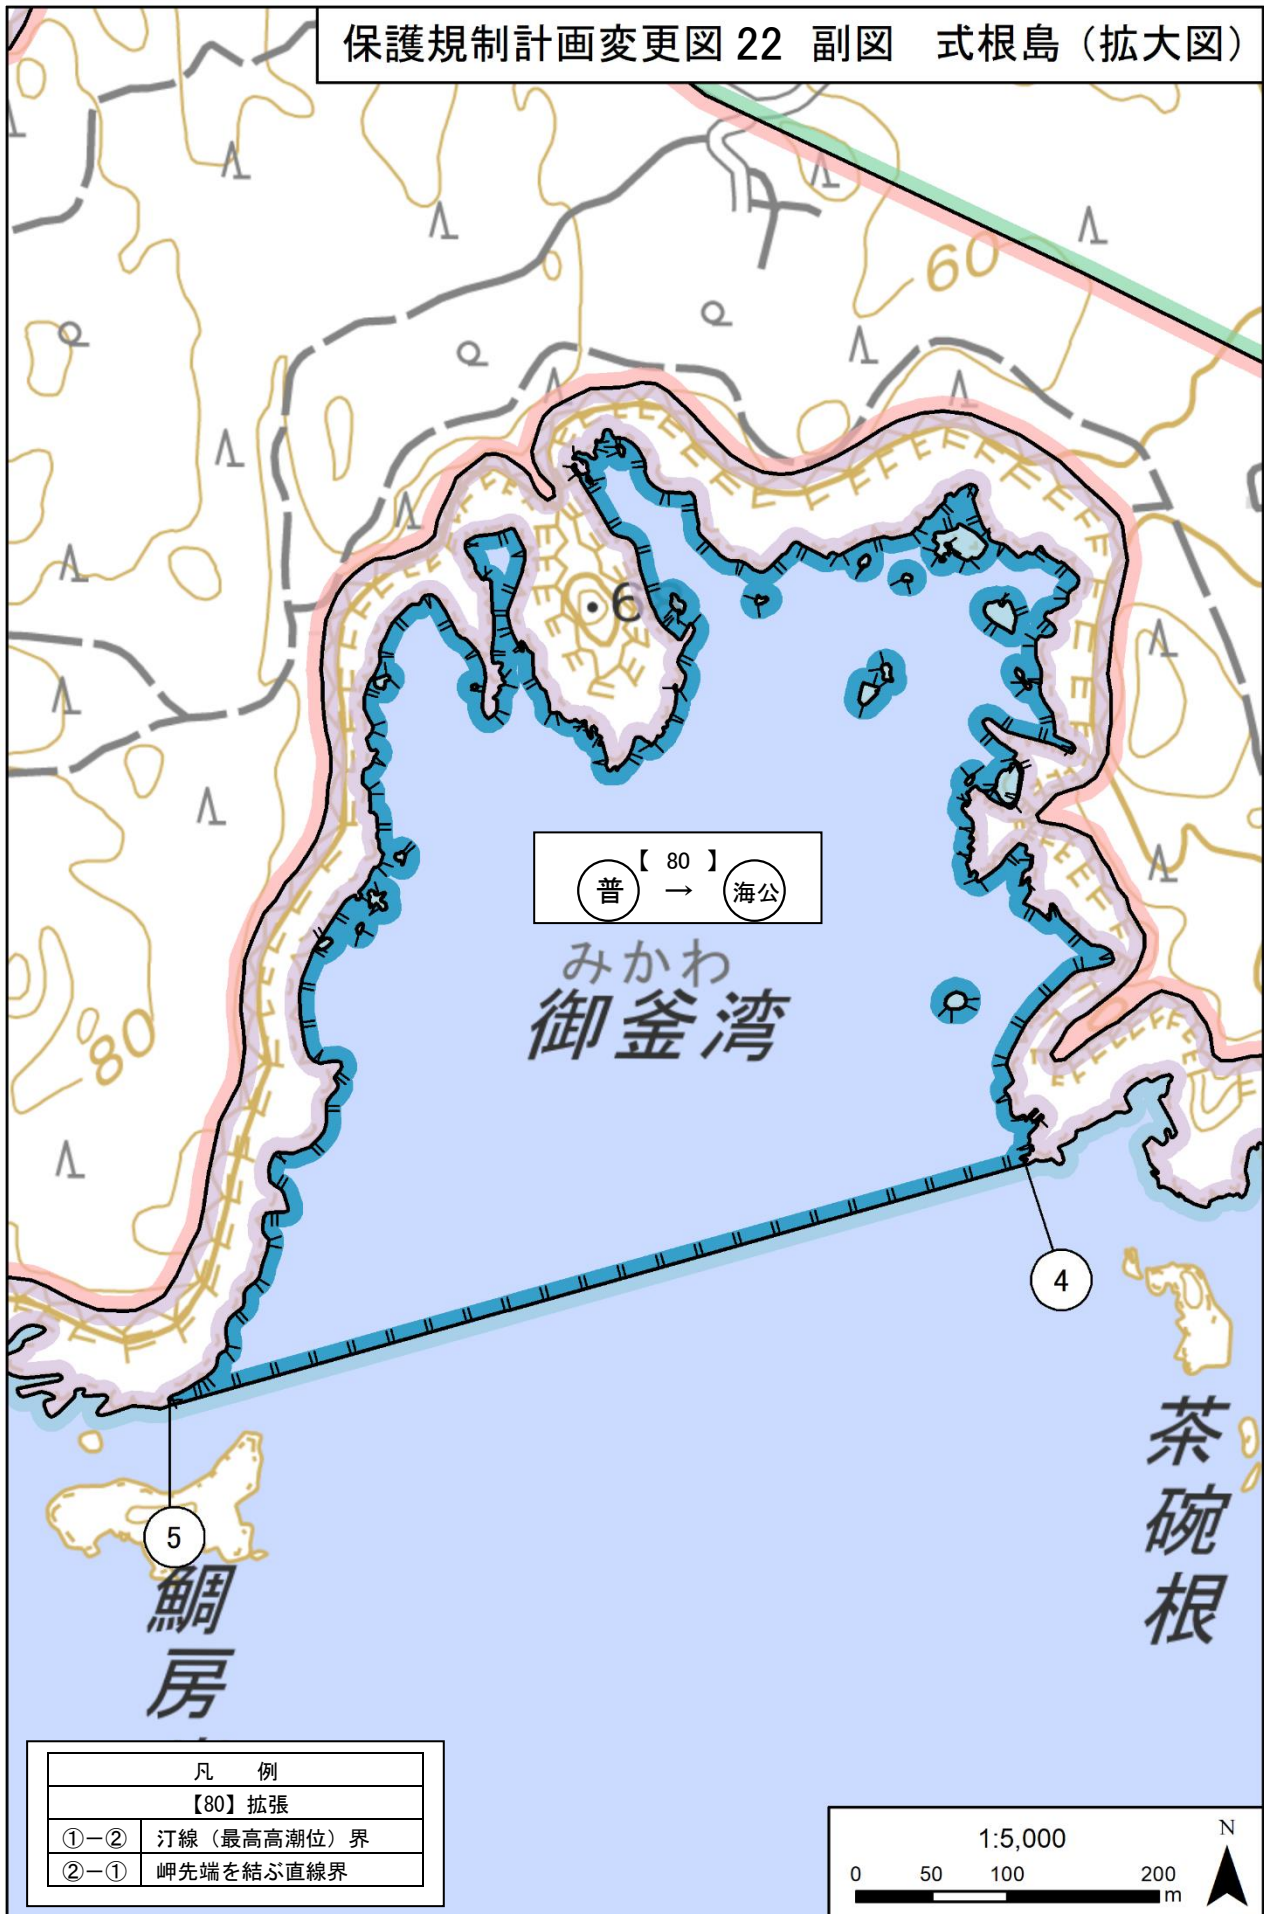 保護規制計画変更図 22 副図 式根島（拡大図）
60
6
【 80 】
普 → 海公
みかわ
御釜湾
80
4
5
茶碗根
鯛房
凡 例
【80】拡張
①－② 汀線（最高高潮位）界
②－① 岬先端を結ぶ直線界
1:5,000
N
0 50 100 200
m